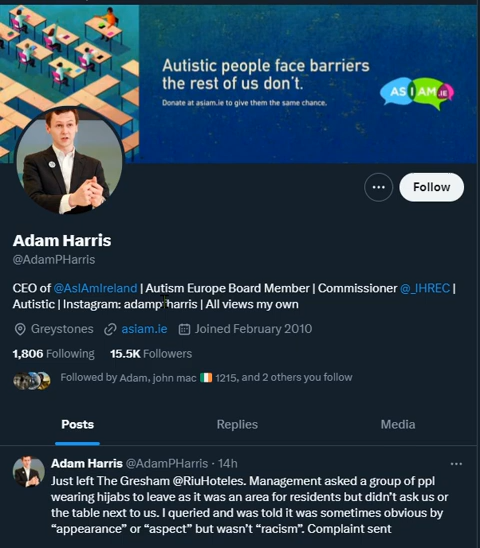 Autistic people face barriers
the rest of us don't.
Donate at asiam.ie to give them the same chance.
AS I AM.IE
Follow
Adam Harris
@AdamPHarris
CEO of @AsIAmIreland | Autism Europe Board Member | Commissioner @_IHREC |
Autistic | Instagram: adamp harris | All views my own
Greystones asiam.ie Joined February 2010
1,806 Following 15.5K Followers
Followed by Adam, john mac 🇮🇪 1215, and 2 others you follow
Posts Replies Media
Adam Harris @AdamPHarris · 14h
Just left The Gresham @RiuHoteles. Management asked a group of ppl
wearing hijabs to leave as it was an area for residents but didn't ask us or
the table next to us. I queried and was told it was sometimes obvious by
“appearance” or “aspect” but wasn't “racism”. Complaint sent